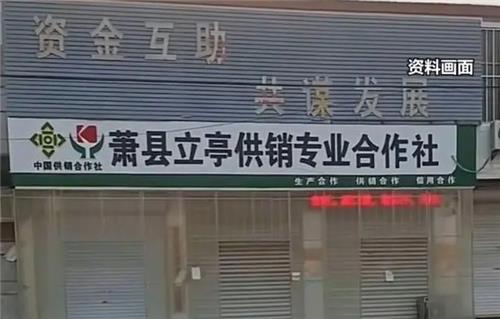 资金互助
资料画面
共谋发展
中国供销合作社
萧县立亭供销专业合作社
生产合作 供销合作 信用合作